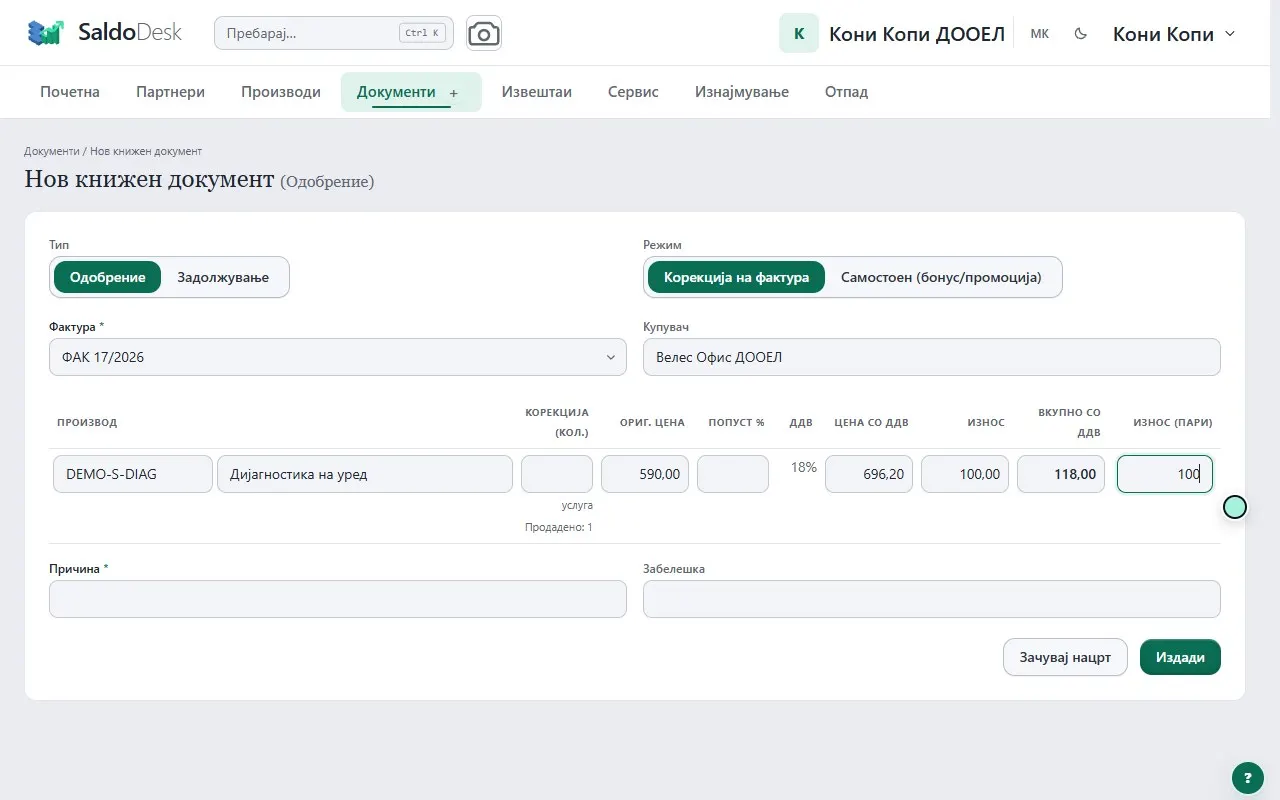 SaldoDesk
Пребарај...
Ctrl K
К
Кони Копи ДООЕЛ
МК
Кони Копи
Почетна
Партнери
Производи
Документи +
Извештаи
Сервис
Изнајмување
Отпад
Документи / Нов книжен документ
Нов книжен документ (Одобрение)
Тип
Режим
Одобрение
Задолжување
Корекција на фактура
Самостоен (бонус/промоција)
Фактура *
Купувач
ФАК 17/2026
Велес Офис ДООЕЛ
ПРОИЗВОД
КОРЕКЦИЈА (КОЛ.)
ОРИГ. ЦЕНА
ПОПУСТ %
ДДВ
ЦЕНА СО ДДВ
ИЗНОС
ВКУПНО СО ДДВ
ИЗНОС (ПАРИ)
DEMO-S-DIAG
Дијагностика на уред
590,00
18%
696,20
100,00
118,00
100
услуга
Продадено: 1
Причина *
Забелешка
Зачувај нацрт
Издади
?